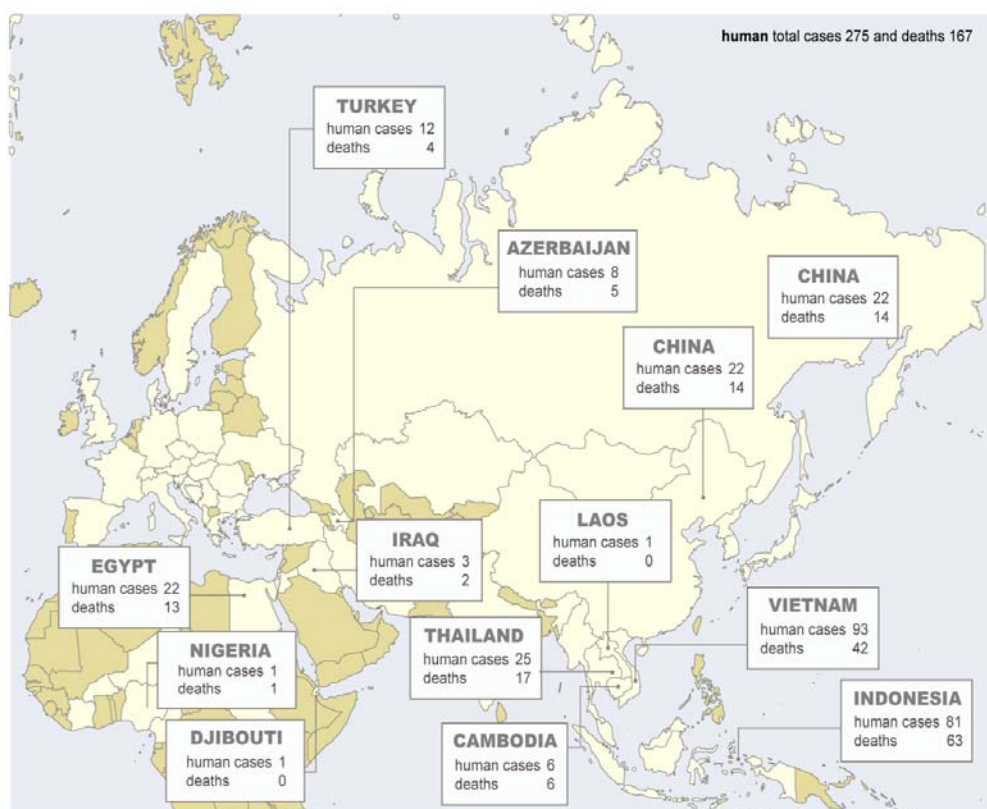 human total cases 275 and deaths 167
TURKEY
human cases 12
deaths 4
AZERBAIJAN
human cases 8
deaths 5
CHINA
human cases 22
deaths 14
CHINA
human cases 22
deaths 14
LAOS
human cases 1
deaths 0
IRAQ
human cases 3
deaths 2
EGYPT
human cases 22
deaths 13
VIETNAM
human cases 93
deaths 42
THAILAND
human cases 25
deaths 17
NIGERIA
human cases 1
deaths 1
INDONESIA
human cases 81
deaths 63
DJIBOUTI
human cases 1
deaths 0
CAMBODIA
human cases 6
deaths 6